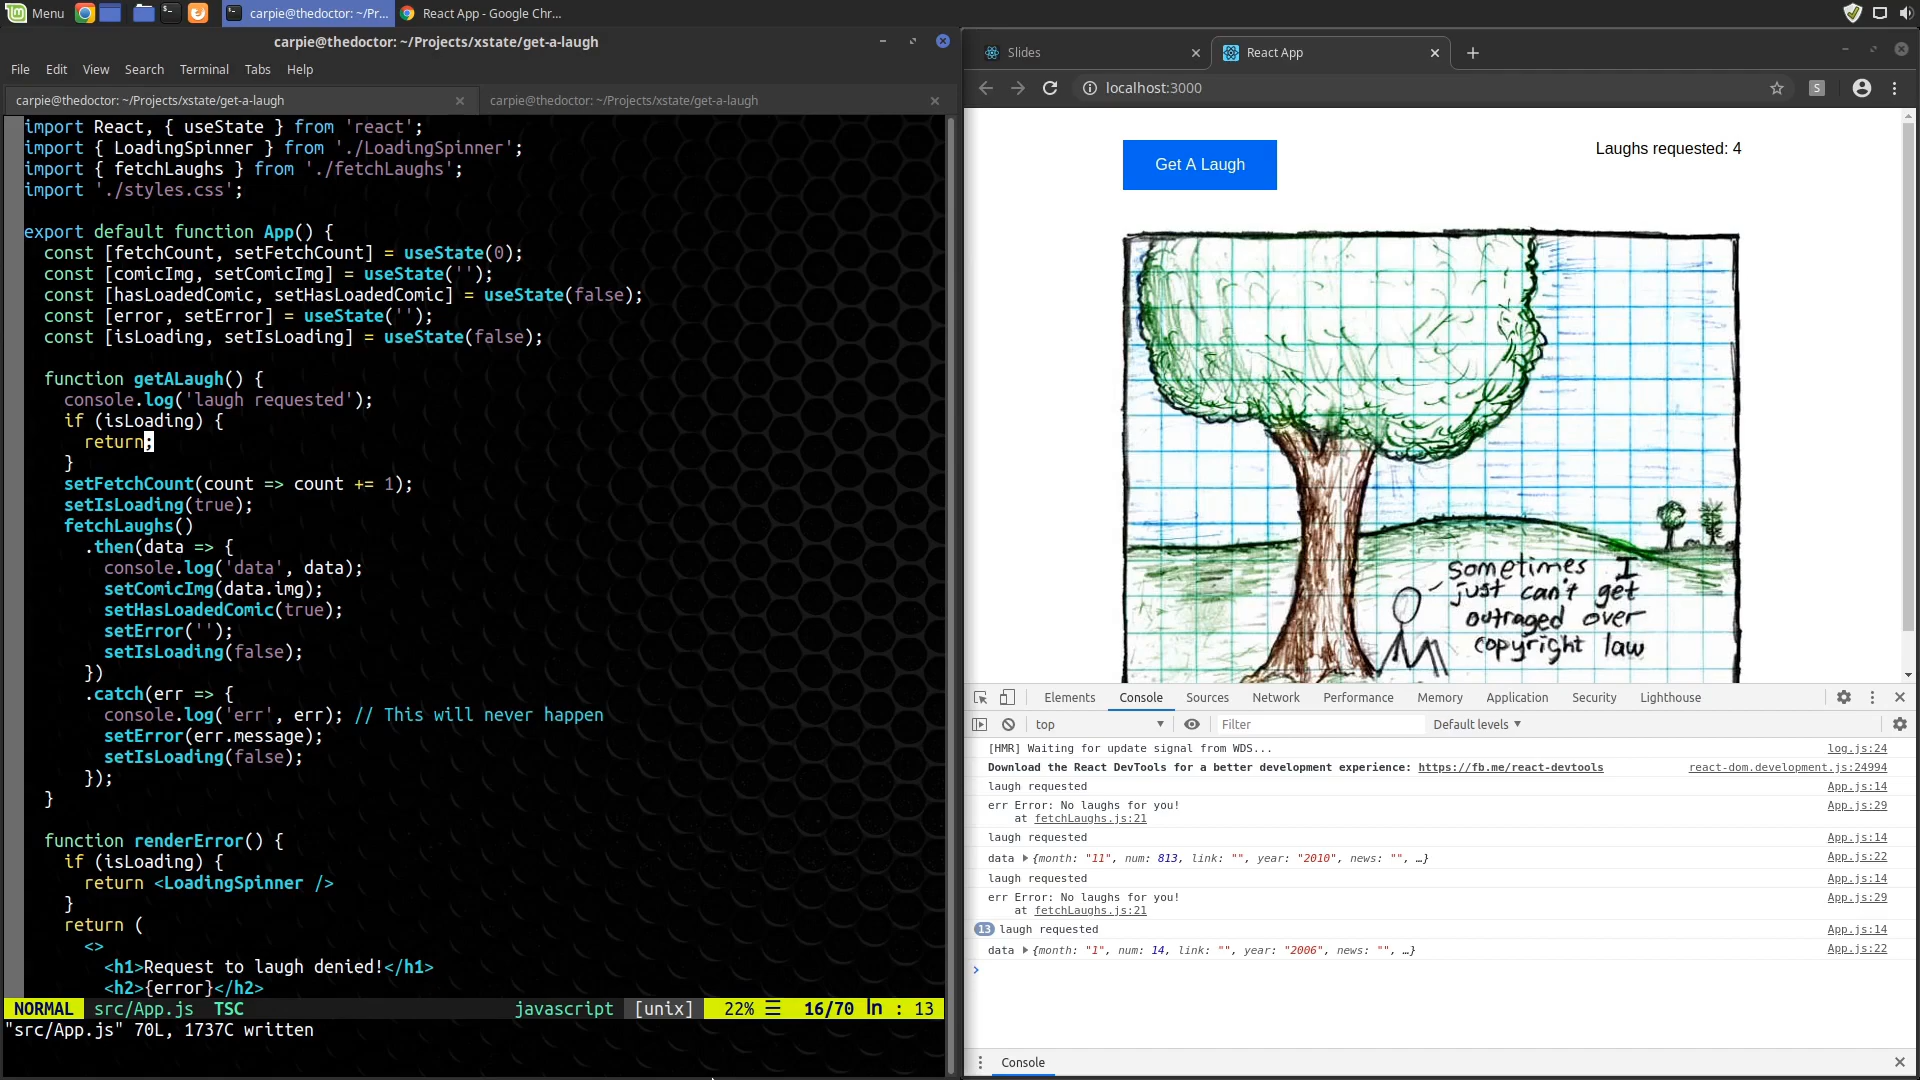 Menu
carpie@thedoctor: ~/Pr...
React App - Google Chr...
carpie@thedoctor: ~/Projects/xstate/get-a-laugh
File Edit View Search Terminal Tabs Help
carpie@thedoctor: ~/Projects/xstate/get-a-laugh
carpie@thedoctor: ~/Projects/xstate/get-a-laugh
import React, { useState } from 'react';
import { LoadingSpinner } from './LoadingSpinner';
import { fetchLaughs } from './fetchLaughs';
import './styles.css';
export default function App() {
const [fetchCount, setFetchCount] = useState(0);
const [comicImg, setComicImg] = useState('');
const [hasLoadedComic, setHasLoadedComic] = useState(false);
const [error, setError] = useState('');
const [isLoading, setIsLoading] = useState(false);
function getALaugh() {
console.log('laugh requested');
if (isLoading) {
return;
}
setFetchCount(count => count += 1);
setIsLoading(true);
fetchLaughs()
.then(data => {
console.log('data', data);
setComicImg(data.img);
setHasLoadedComic(true);
setError('');
setIsLoading(false);
})
.catch(err => {
console.log('err', err); // This will never happen
setError(err.message);
setIsLoading(false);
});
}
function renderError() {
if (isLoading) {
return <LoadingSpinner />
}
return (
<>
<h1>Request to laugh denied!</h1>
<h2>{error}</h2>
NORMAL src/App.js TSC javascript [unix] 22% ☰ 16/70 ln : 13
"src/App.js" 70L, 1737C written
Slides
React App
localhost:3000
S
Get A Laugh
Laughs requested: 4
Sometimes I
just can't get
outraged over
copyright law
Elements Console Sources Network Performance Memory Application Security Lighthouse
top
Filter
Default levels
[HMR] Waiting for update signal from WDS... log.js:24
Download the React DevTools for a better development experience: https://fb.me/react-devtools react-dom.development.js:24994
laugh requested App.js:14
err Error: No laughs for you! App.js:29
at fetchLaughs.js:21
laugh requested App.js:14
data ▶{month: "11", num: 813, link: "", year: "2010", news: "", …} App.js:22
laugh requested App.js:14
err Error: No laughs for you! App.js:29
at fetchLaughs.js:21
13 laugh requested App.js:14
data ▶{month: "1", num: 14, link: "", year: "2006", news: "", …} App.js:22
Console